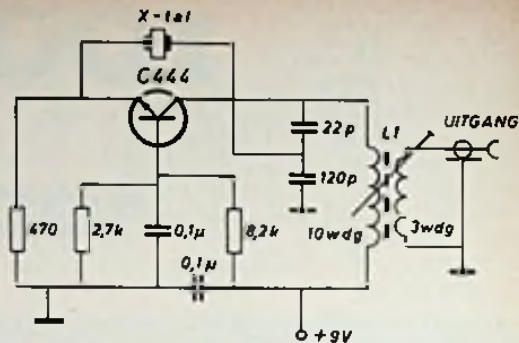 X-tal
C444
22p
L1
UITGANG
120p
470
2,7k
0,1µ
8,2k
10wdg
3wdg
0,1µ
+9V